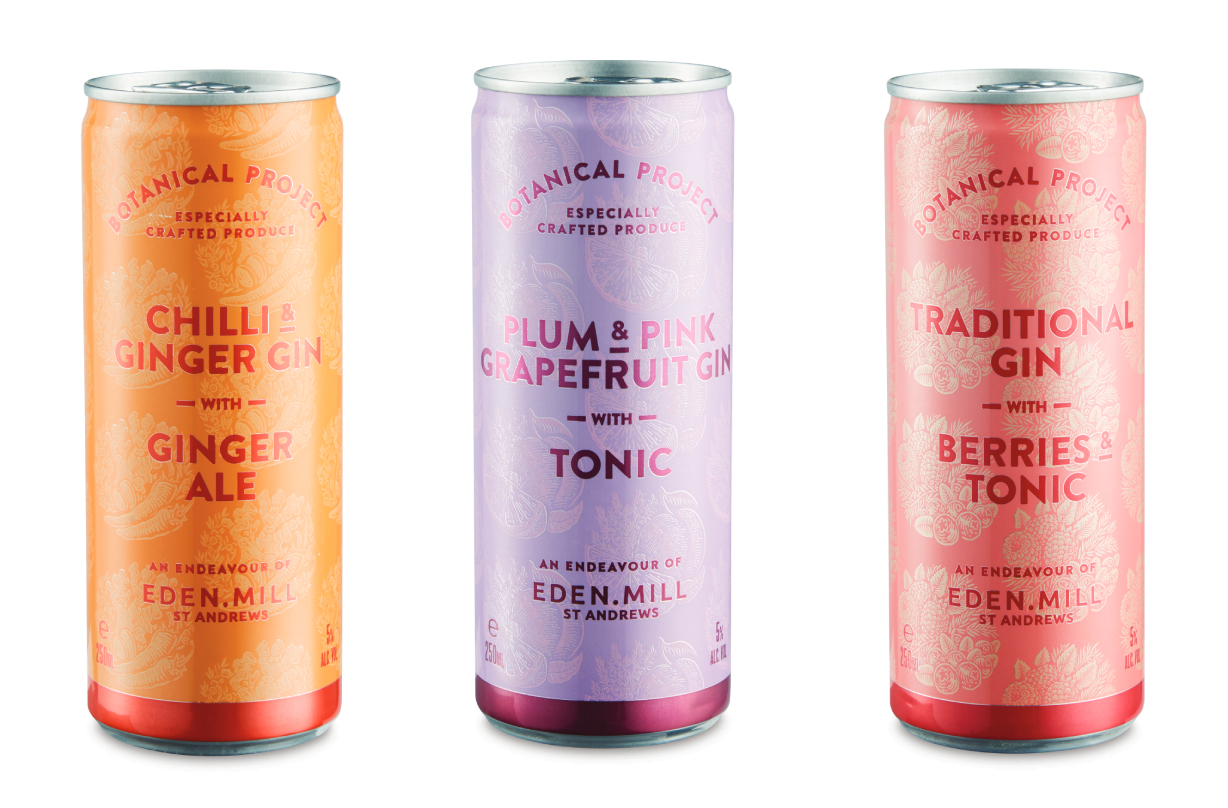 BOTANICAL PROJECT
ESPECIALLY
CRAFTED PRODUCE
CHILLI &
GINGER GIN
WITH
GINGER
ALE
AN ENDEAVOUR OF
EDEN.MILL
ST ANDREWS
e
250ML
5%
ALC. VOL
BOTANICAL PROJECT
ESPECIALLY
CRAFTED PRODUCE
PLUM & PINK
GRAPEFRUIT GIN
WITH
TONIC
AN ENDEAVOUR OF
EDEN.MILL
ST ANDREWS
e
250ML
5%
ALC. VOL
BOTANICAL PROJECT
ESPECIALLY
CRAFTED PRODUCE
TRADITIONAL
GIN
WITH
BERRIES &
TONIC
AN ENDEAVOUR OF
EDEN.MILL
ST ANDREWS
e
250ML
5%
ALC. VOL